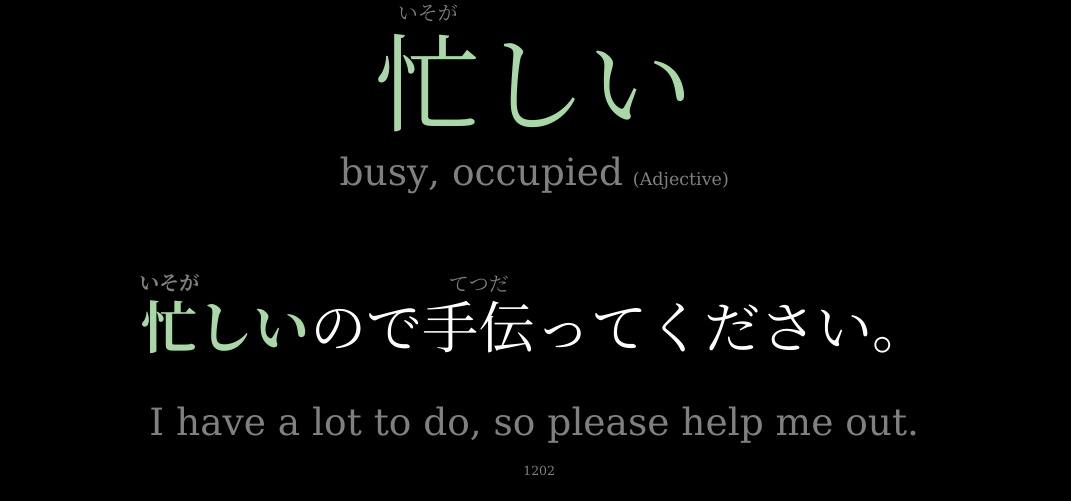 いそが
忙しい
busy, occupied (Adjective)
いそが てつだ
忙しいので手伝ってください。
I have a lot to do, so please help me out.
1202